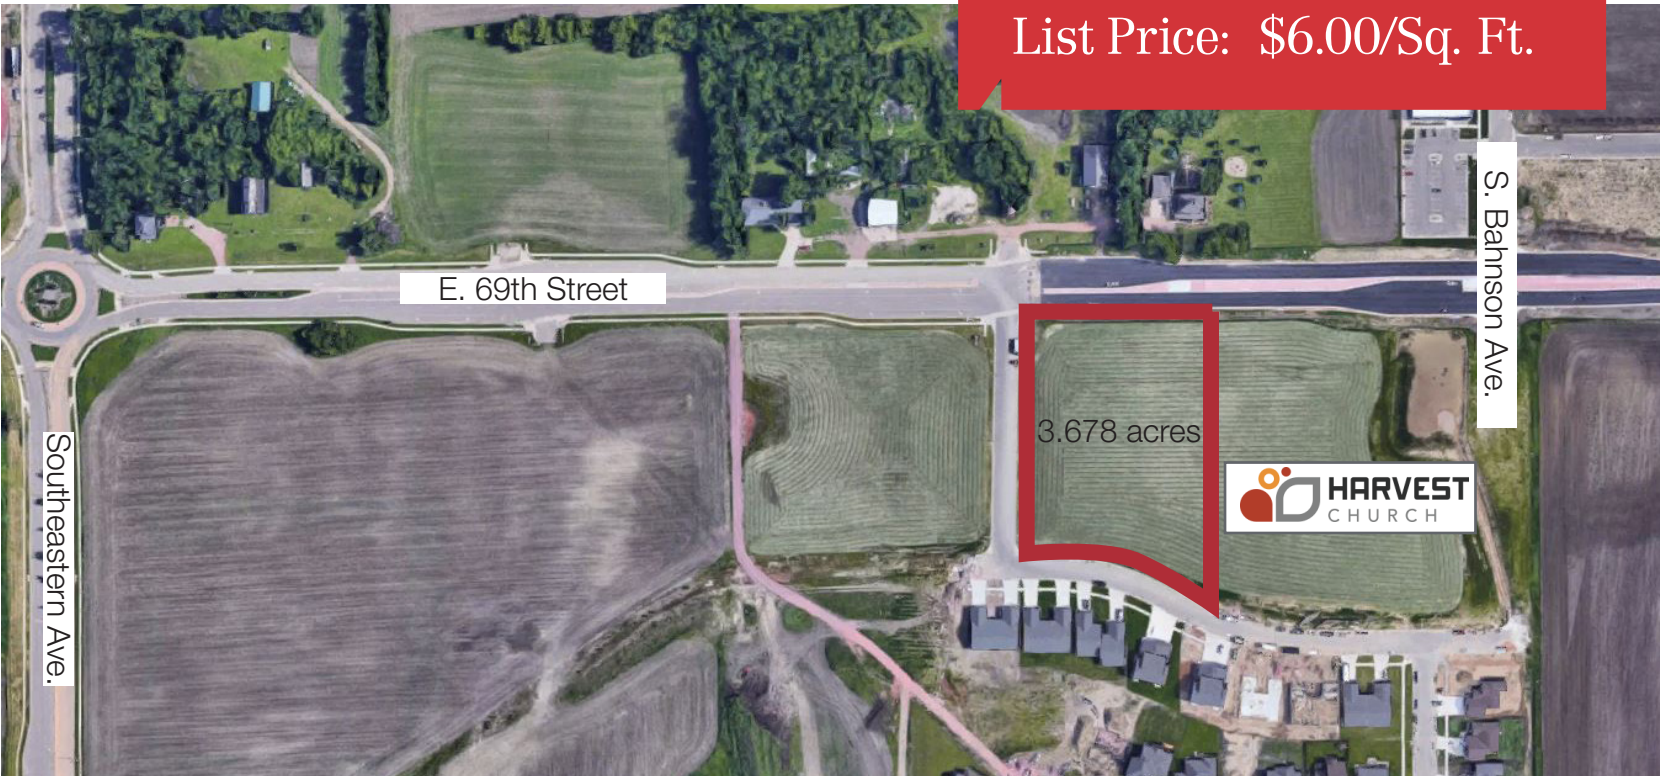 List Price: $6.00/Sq. Ft.
S. Bahnson Ave.
E. 69th Street
3.678 acres
Southeastern Ave.
HARVEST
CHURCH